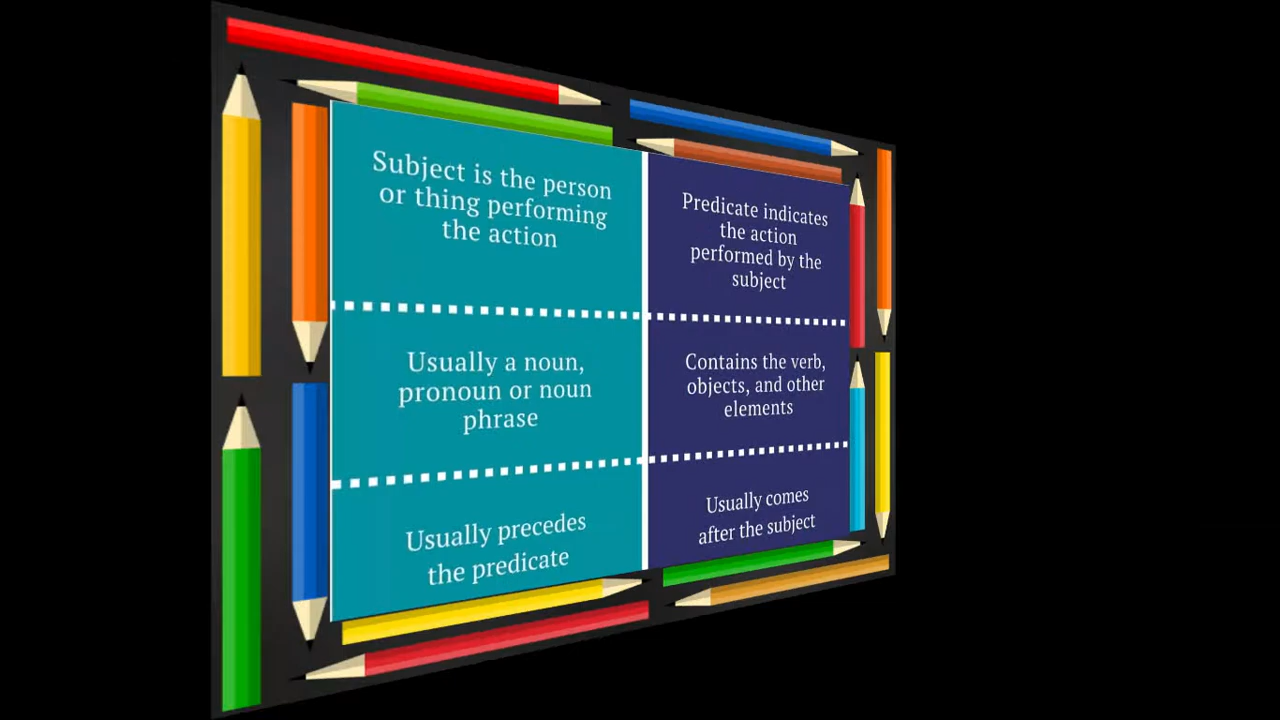 Subject is the person
or thing performing
the action
Predicate indicates
the action
performed by the
subject
Usually a noun,
pronoun or noun
phrase
Contains the verb,
objects, and other
elements
Usually precedes
the predicate
Usually comes
after the subject